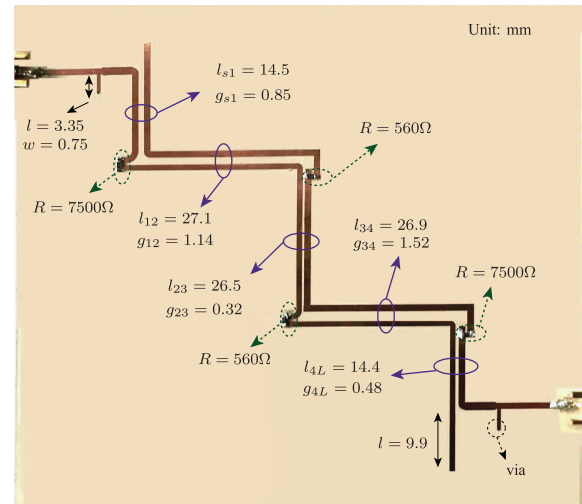 Unit: mm
l_{s1} = 14.5
g_{s1} = 0.85
l = 3.35
w = 0.75
R = 560Ω
R = 7500Ω
l_{12} = 27.1
g_{12} = 1.14
l_{34} = 26.9
g_{34} = 1.52
R = 7500Ω
l_{23} = 26.5
g_{23} = 0.32
R = 560Ω
l_{4L} = 14.4
g_{4L} = 0.48
l = 9.9
via